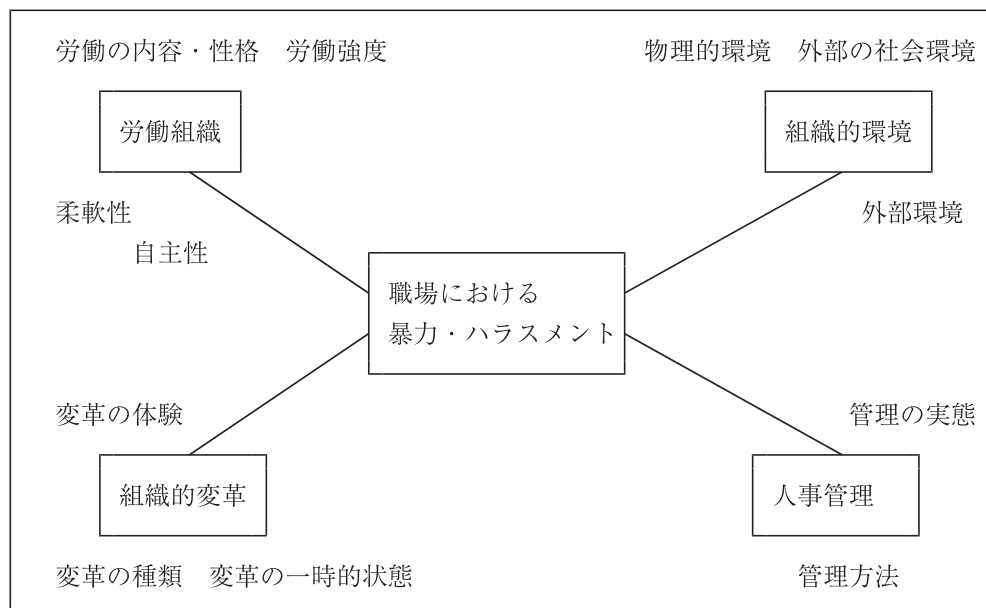 労働の内容・性格　労働強度
物理的環境　外部の社会環境
労働組織
組織的環境
柔軟性
外部環境
自主性
職場における
暴力・ハラスメント
変革の体験
管理の実態
組織的変革
人事管理
変革の種類　変革の一時的状態
管理方法